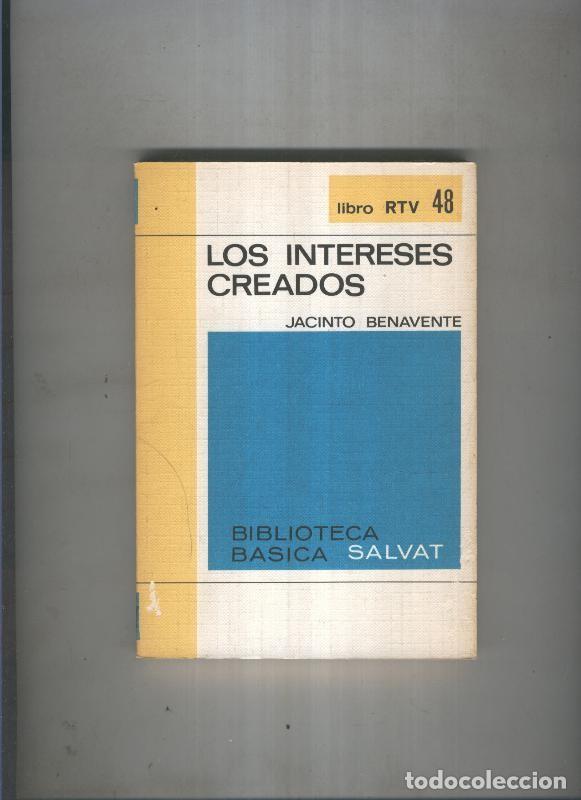 libro RTV 48
LOS INTERESES
CREADOS
JACINTO BENAVENTE
BIBLIOTECA
BASICA SALVAT
todocoleccion